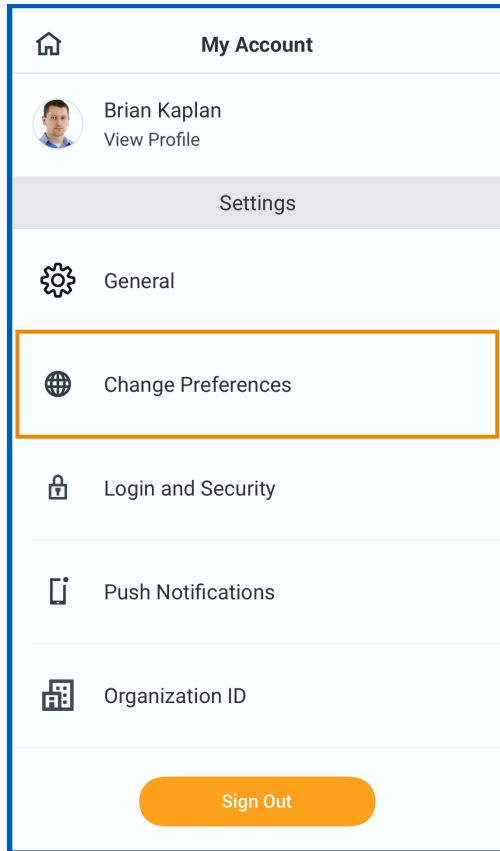 My Account
Brian Kaplan
View Profile
Settings
General
Change Preferences
Login and Security
Push Notifications
Organization ID
Sign Out